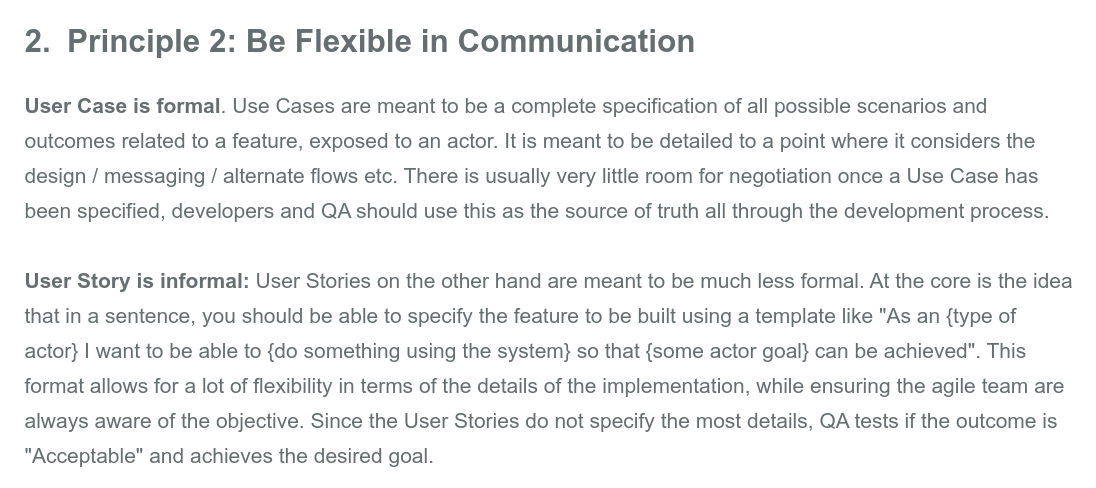 2. Principle 2: Be Flexible in Communication
User Case is formal. Use Cases are meant to be a complete specification of all possible scenarios and
outcomes related to a feature, exposed to an actor. It is meant to be detailed to a point where it considers the
design / messaging / alternate flows etc. There is usually very little room for negotiation once a Use Case has
been specified, developers and QA should use this as the source of truth all through the development process.
User Story is informal: User Stories on the other hand are meant to be much less formal. At the core is the idea
that in a sentence, you should be able to specify the feature to be built using a template like "As an {type of
actor} I want to be able to {do something using the system} so that {some actor goal} can be achieved". This
format allows for a lot of flexibility in terms of the details of the implementation, while ensuring the agile team are
always aware of the objective. Since the User Stories do not specify the most details, QA tests if the outcome is
"Acceptable" and achieves the desired goal.